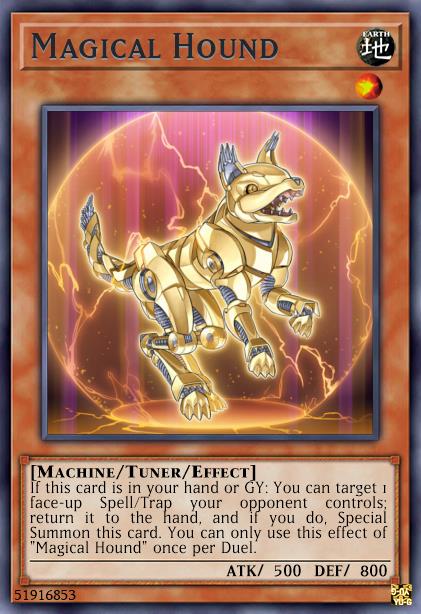 Magical Hound
EARTH
地
[Machine/Tuner/Effect]
If this card is in your hand or GY: You can target 1
face-up Spell/Trap your opponent controls;
return it to the hand, and if you do, Special
Summon this card. You can only use this effect of
"Magical Hound" once per Duel.
ATK/ 500 DEF/ 800
51916853